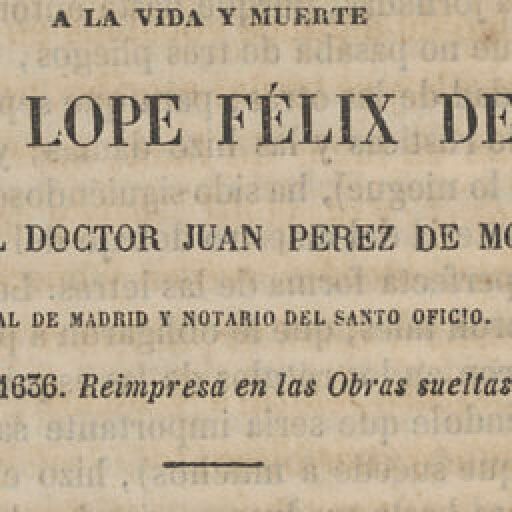 A LA VIDA Y MUERTE
LOPE FÉLIX DE
DOCTOR JUAN PEREZ DE MO
AL DE MADRID Y NOTARIO DEL SANTO OFICIO.
1636. Reimpresa en las Obras sueltas